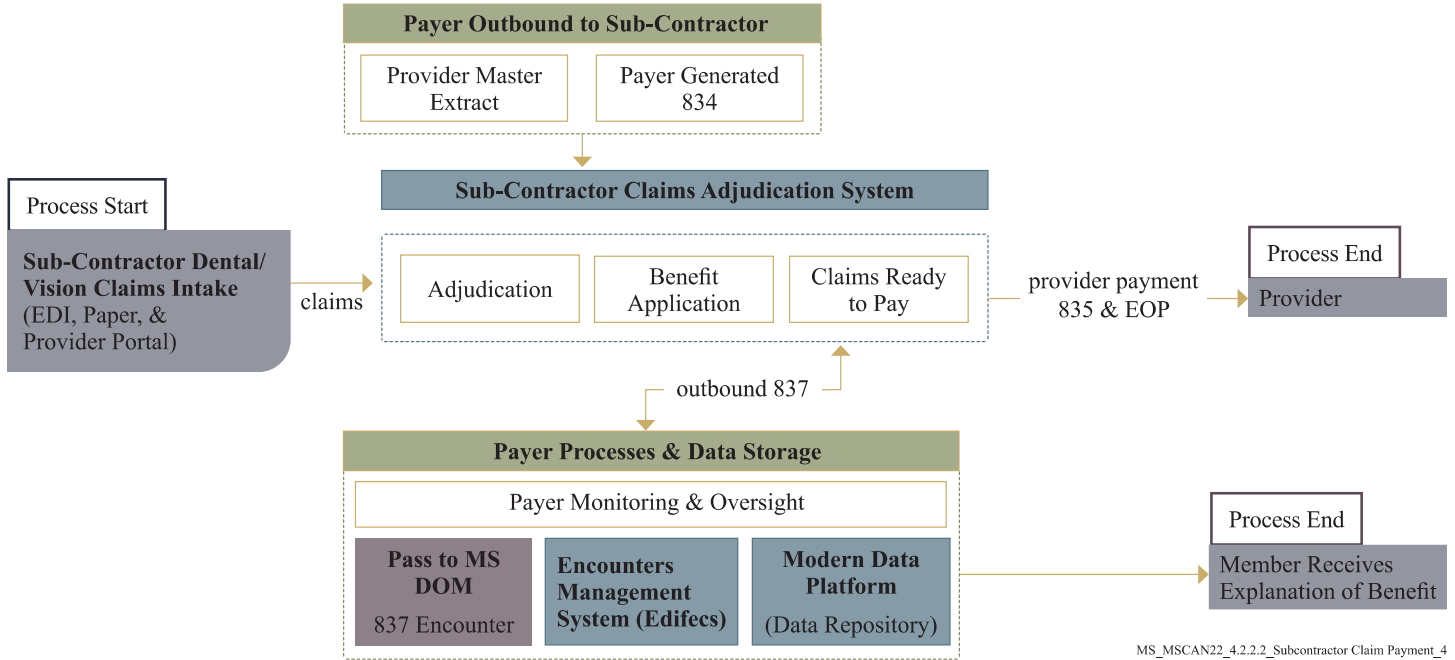 Payer Outbound to Sub-Contractor
Provider Master
Extract
Payer Generated
834
Sub-Contractor Claims Adjudication System
Process Start
Sub-Contractor Dental/
Vision Claims Intake
(EDI, Paper, &
Provider Portal)
claims
Adjudication
Benefit
Application
Claims Ready
to Pay
provider payment
835 & EOP
Process End
Provider
outbound 837
Payer Processes & Data Storage
Payer Monitoring & Oversight
Pass to MS
DOM
837 Encounter
Encounters
Management
System (Edifecs)
Modern Data
Platform
(Data Repository)
Process End
Member Receives
Explanation of Benefit
MS_MSCAN22_4.2.2.2_Subcontractor Claim Payment_4